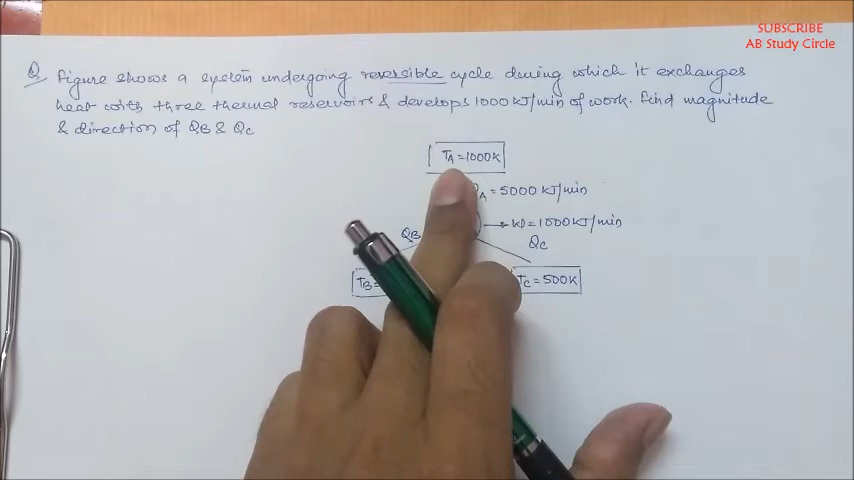 SUBSCRIBE
AB Study Circle
Q Figure shows a system undergoing reversible cycle during which it exchanges
heat with three thermal reservoirs & develops 1000 kJ/min of work. Find magnitude
& direction of QB & QC
TA = 1000K
A = 5000 kJ/min
QB
= 1000 kJ/min
QC
TB =
TC = 500K